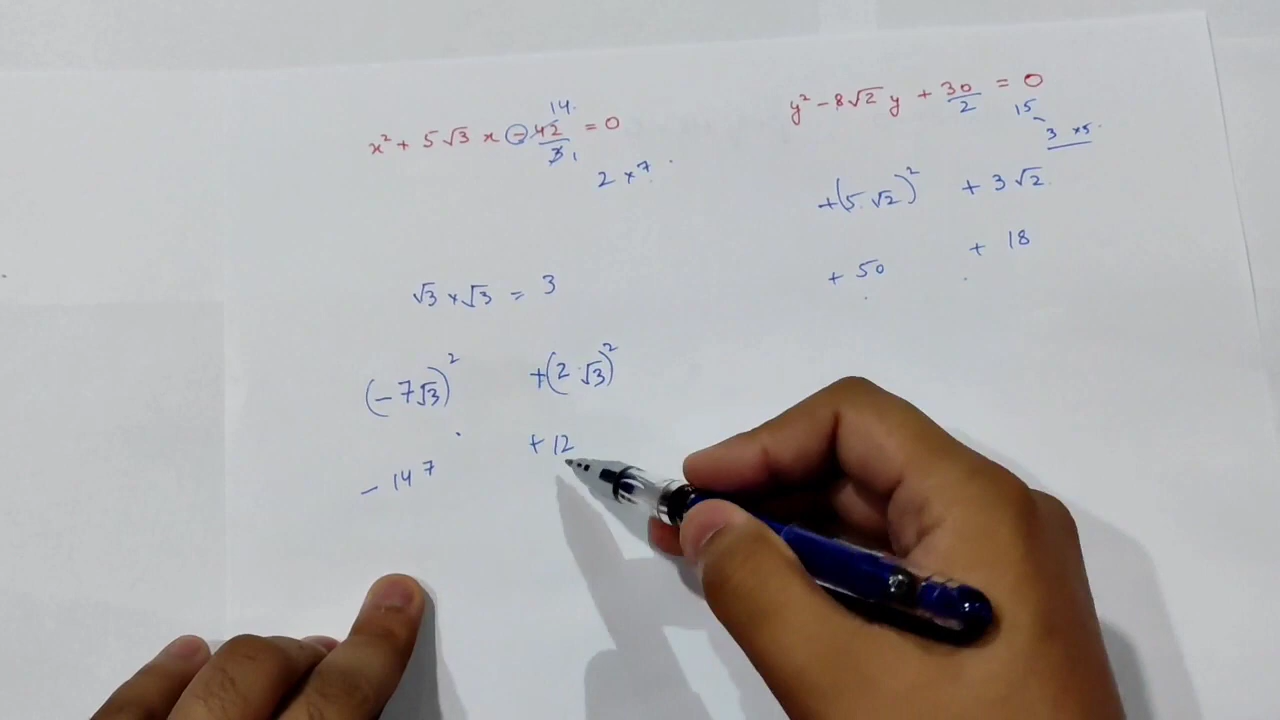 14.
x² + 5√3 x - 42/3 = 0
1
2 × 7
y² - 8√2 y + 30/2 = 0
15
3 × 5
+(5.√2)² + 3√2
+ 50 + 18
√3 × √3 = 3
(-7√3)² +(2.√3)²
- 147 + 12